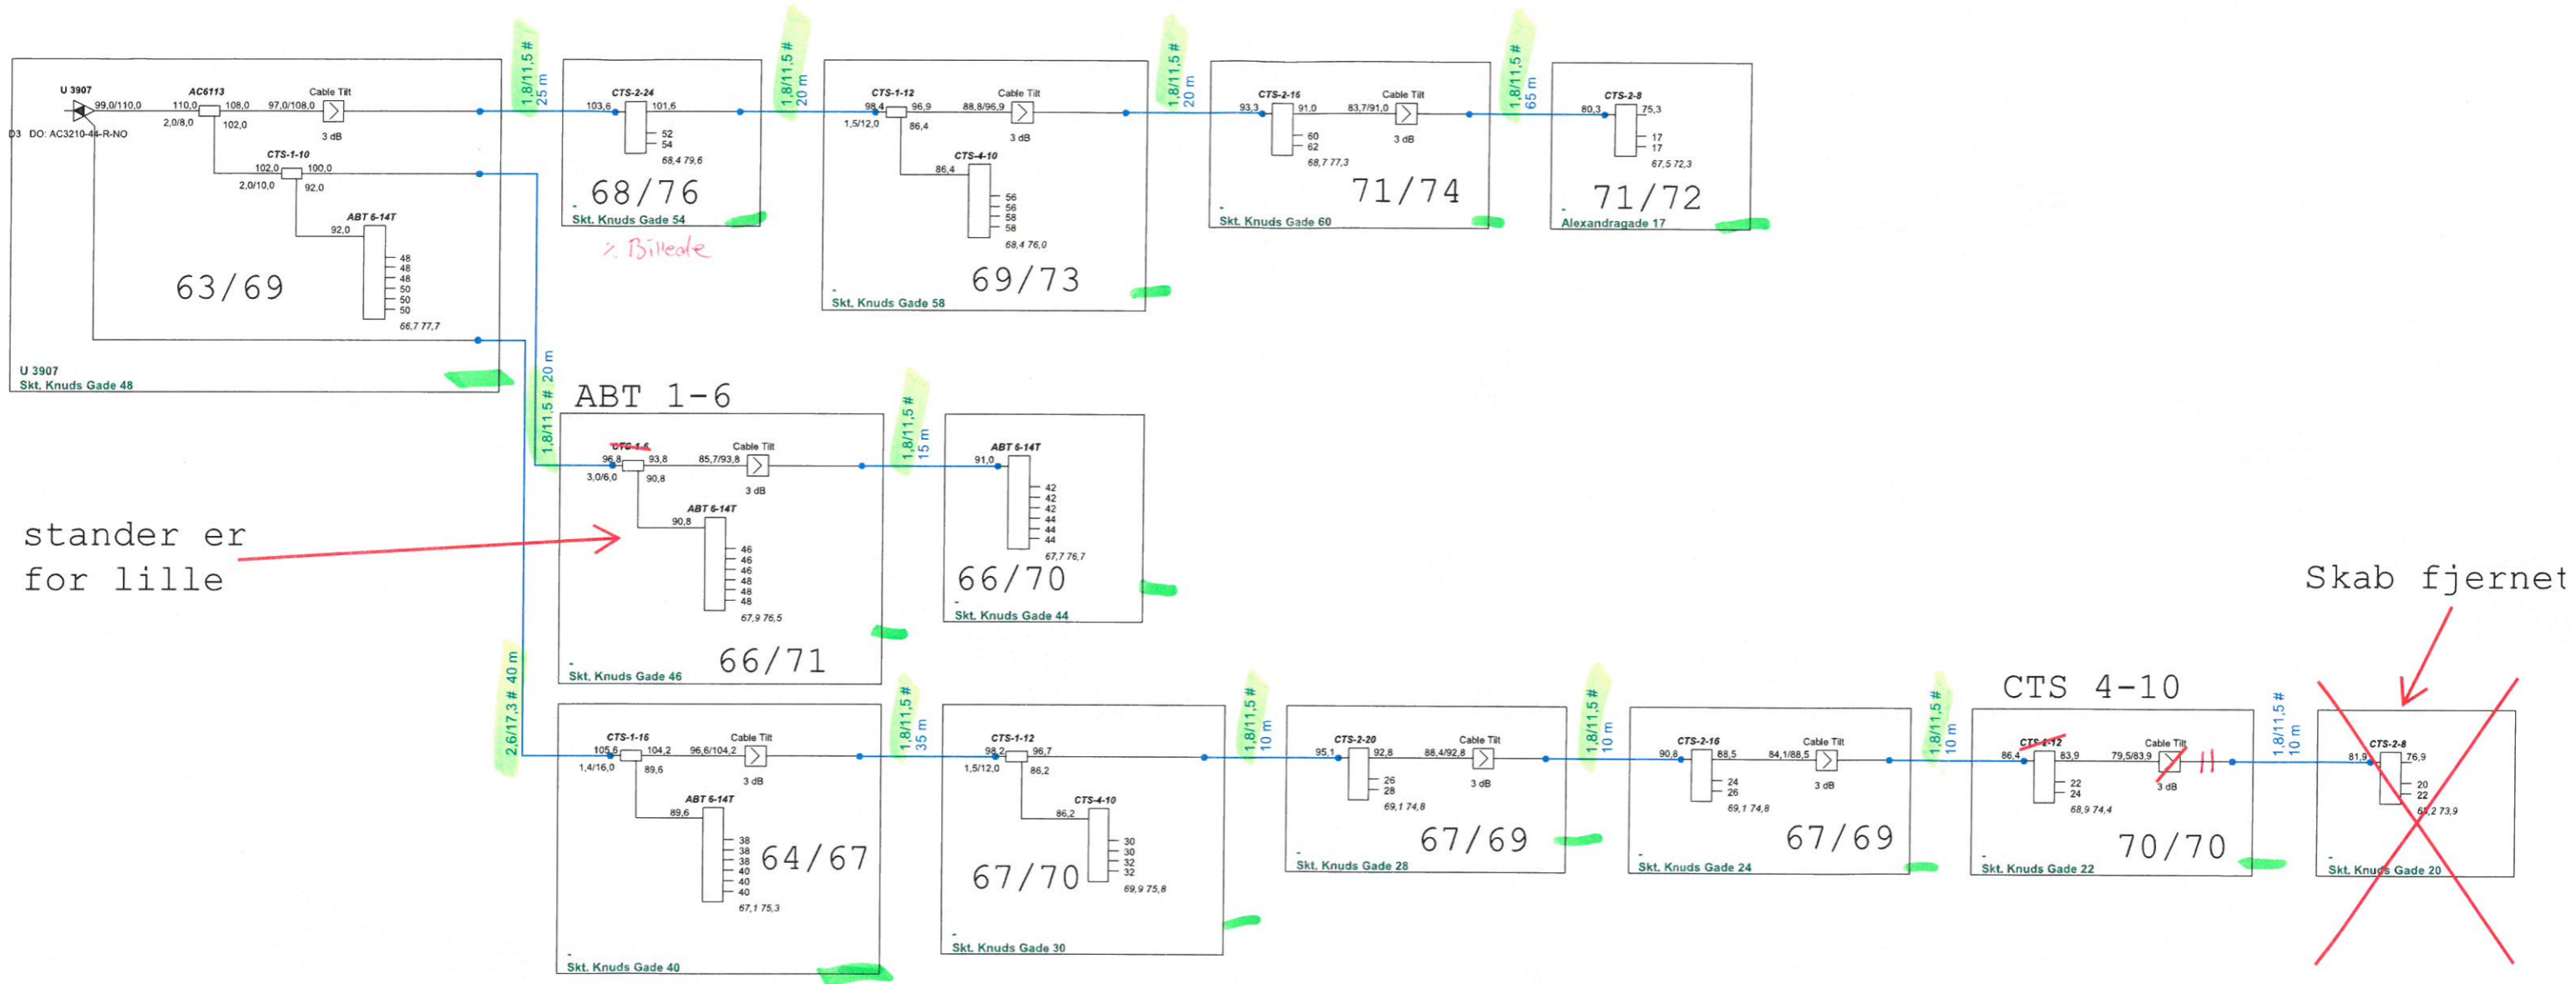 U 3907
99,0/110,0
D3 DO: AC3210-44-R-NO
AC6113
110,0 108,0
2,0/8,0
102,0
97,0/108,0
Cable Tilt
3 dB
CTS-1-10
102,0 100,0
2,0/10,0
92,0
ABT 6-14T
92,0
48
48
48
50
50
50
66,7 77,7
63/69
U 3907
Skt. Knuds Gade 48
1,8/11,5 #
25 m
CTS-2-24
103,6 101,6
52
54
68,4 79,6
68/76
-
Skt. Knuds Gade 54
٪ Billede
1,8/11,5 #
20 m
CTS-1-12
98,4 96,9
1,5/12,0
86,4
88,8/96,9
Cable Tilt
3 dB
CTS-4-10
86,4
56
56
58
58
68,4 76,0
69/73
-
Skt. Knuds Gade 58
1,8/11,5 #
20 m
CTS-2-16
93,3 91,0
60
62
68,7 77,3
83,7/91,0
Cable Tilt
3 dB
71/74
-
Skt. Knuds Gade 60
1,8/11,5 #
65 m
CTS-2-8
80,3 75,3
17
17
67,5 72,3
71/72
-
Alexandragade 17
1,8/11,5 # 20 m
ABT 1-6
CTS-1-6
96,8 93,8
3,0/6,0
90,8
85,7/93,8
Cable Tilt
3 dB
ABT 6-14T
90,8
46
46
46
48
48
48
67,9 76,5
66/71
-
Skt. Knuds Gade 46
stander er
for lille
1,8/11,5 #
15 m
ABT 6-14T
91,0
42
42
42
44
44
44
67,7 76,7
66/70
-
Skt. Knuds Gade 44
2,6/17,3 # 40 m
CTS-1-16
105,6 104,2
1,4/16,0
89,6
96,6/104,2
Cable Tilt
3 dB
ABT 6-14T
89,6
38
38
38
40
40
40
67,1 75,3
64/67
-
Skt. Knuds Gade 40
1,8/11,5 #
35 m
CTS-1-12
98,2 96,7
1,5/12,0
86,2
CTS-4-10
86,2
30
30
32
32
69,9 75,8
67/70
-
Skt. Knuds Gade 30
1,8/11,5 #
10 m
CTS-2-20
95,1 92,8
26
28
69,1 74,8
88,4/92,8
Cable Tilt
3 dB
67/69
-
Skt. Knuds Gade 28
1,8/11,5 #
10 m
CTS-2-16
90,8 88,5
24
26
69,1 74,8
84,1/88,5
Cable Tilt
3 dB
67/69
-
Skt. Knuds Gade 24
1,8/11,5 #
10 m
CTS 4-10
CTS-2-12
86,4 83,9
22
24
68,9 74,4
79,5/83,9
Cable Tilt
3 dB
70/70
-
Skt. Knuds Gade 22
1,8/11,5 #
10 m
Skab fjernet
CTS-2-8
81,9 76,9
20
22
-
Skt. Knuds Gade 20